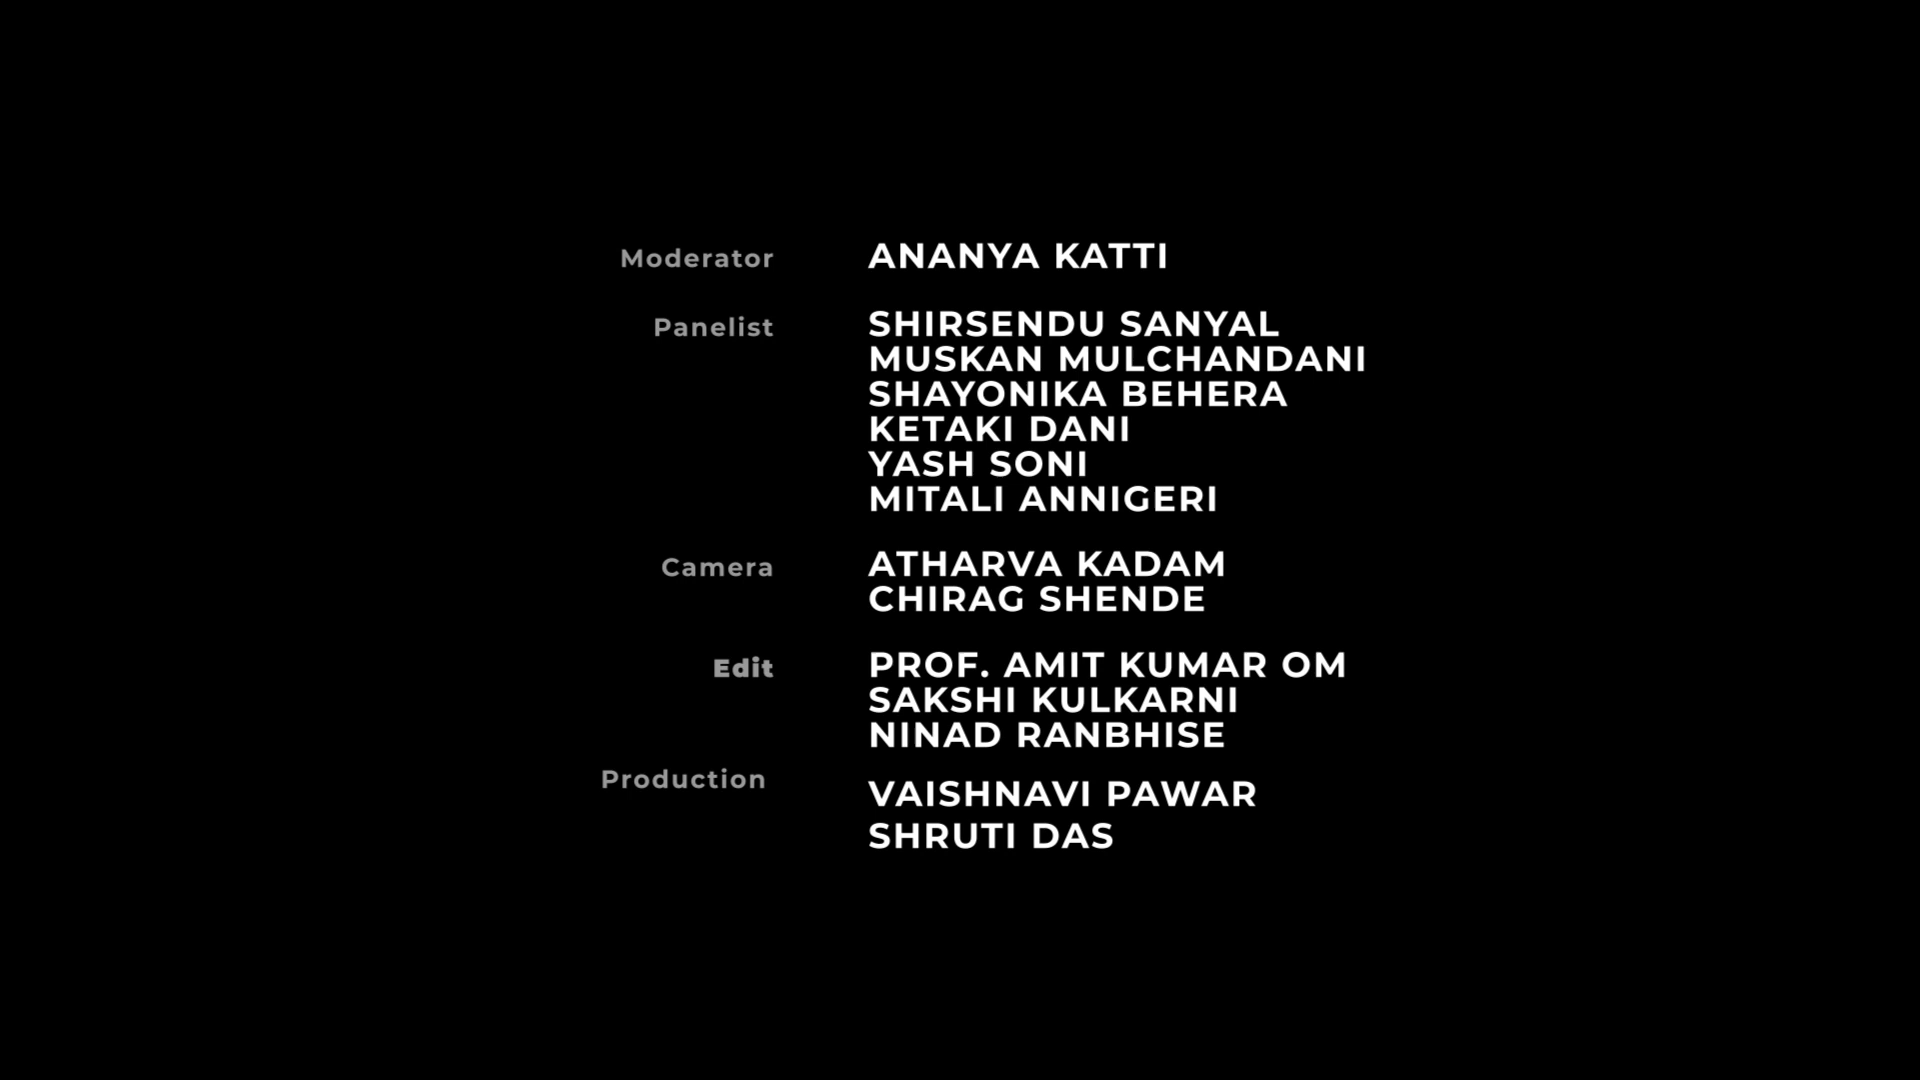 Moderator ANANYA KATTI
Panelist SHIRSENDU SANYAL
MUSKAN MULCHANDANI
SHAYONIKA BEHERA
KETAKI DANI
YASH SONI
MITALI ANNIGERI
Camera ATHARVA KADAM
CHIRAG SHENDE
Edit PROF. AMIT KUMAR OM
SAKSHI KULKARNI
NINAD RANBHISE
Production VAISHNAVI PAWAR
SHRUTI DAS